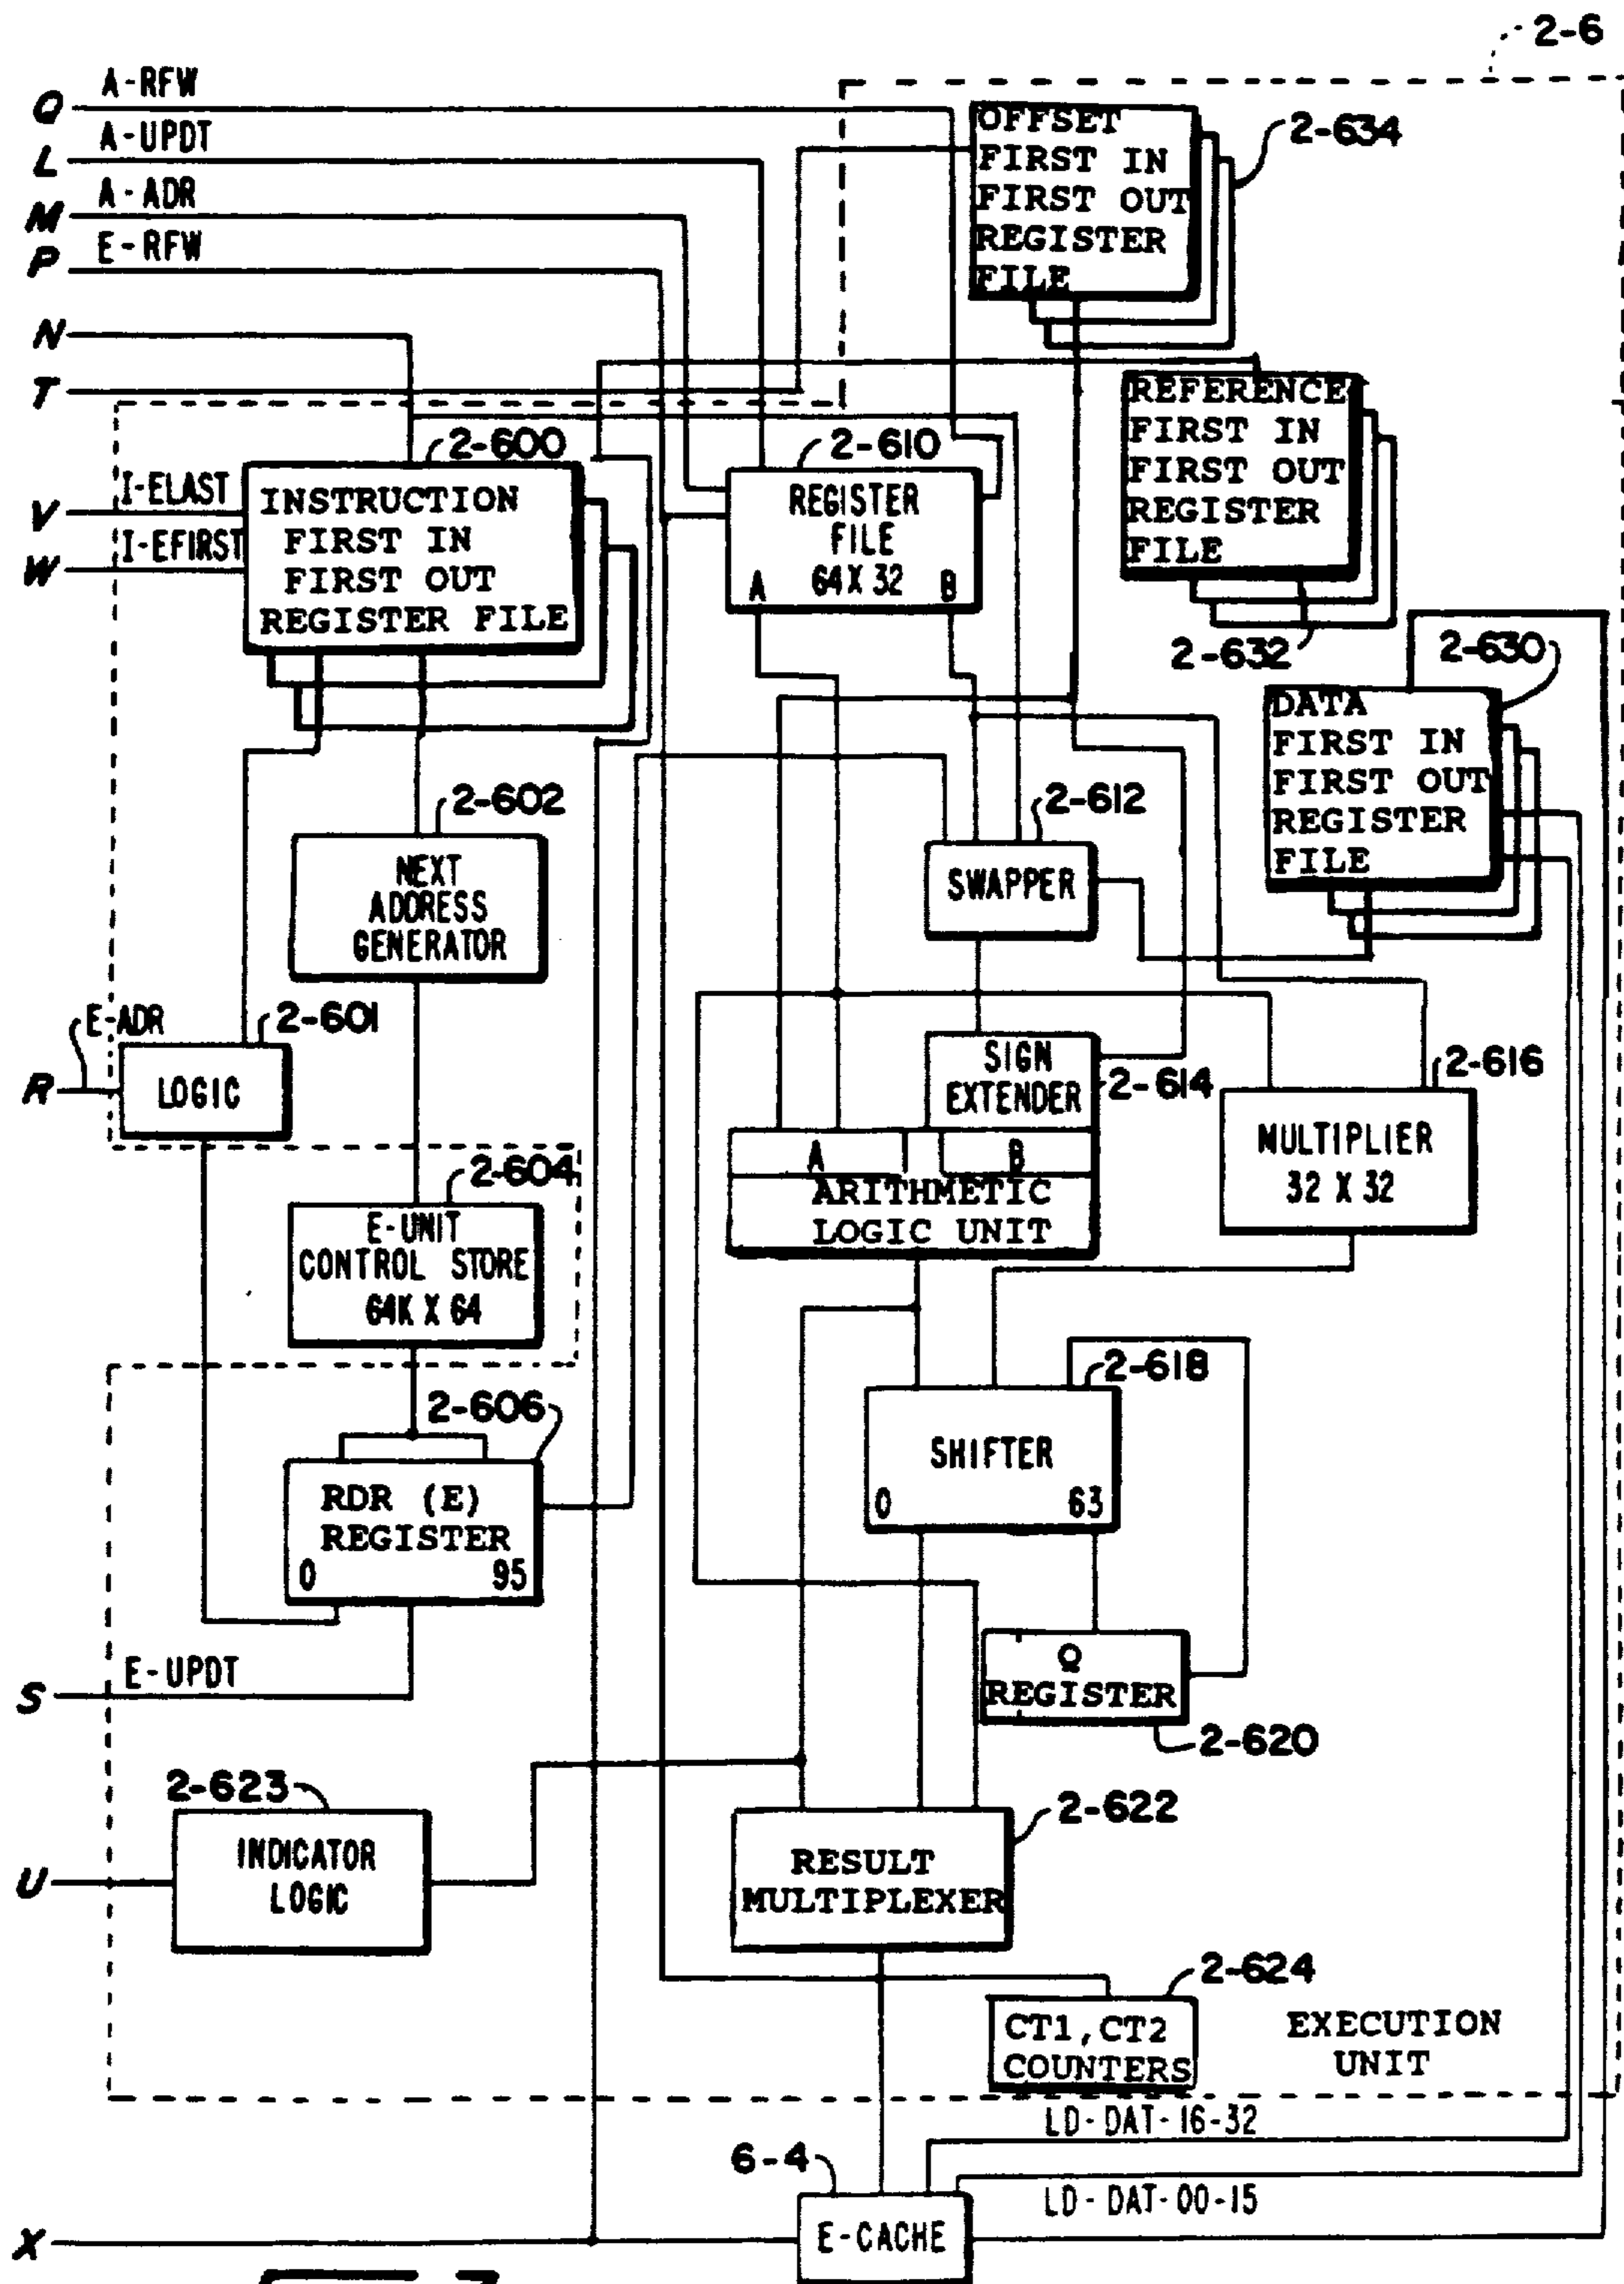 2-6
Q A-RFW
L A-UPDT
M A-ADR
P E-RFW
N
T
OFFSET
FIRST IN
FIRST OUT
REGISTER
FILE
2-634
REFERENCE
FIRST IN
FIRST OUT
REGISTER
FILE
2-632
2-600
V I-ELAST
W I-EFIRST
INSTRUCTION
FIRST IN
FIRST OUT
REGISTER FILE
2-610
REGISTER
FILE
64 X 32
A B
2-630
DATA
FIRST IN
FIRST OUT
REGISTER
FILE
2-602
NEXT
ADDRESS
GENERATOR
2-612
SWAPPER
R E-ADR
2-601
LOGIC
SIGN
EXTENDER
2-614
A B
ARITHMETIC
LOGIC UNIT
2-616
MULTIPLIER
32 X 32
2-604
E-UNIT
CONTROL STORE
64K X 64
2-618
SHIFTER
0 63
2-606
RDR (E)
REGISTER
0 95
S E-UPDT
Q
REGISTER
2-620
2-623
U
INDICATOR
LOGIC
2-622
RESULT
MULTIPLEXER
2-624
CT1,CT2
COUNTERS
EXECUTION
UNIT
LD-DAT-16-32
6-4
LD-DAT-00-15
X
E-CACHE